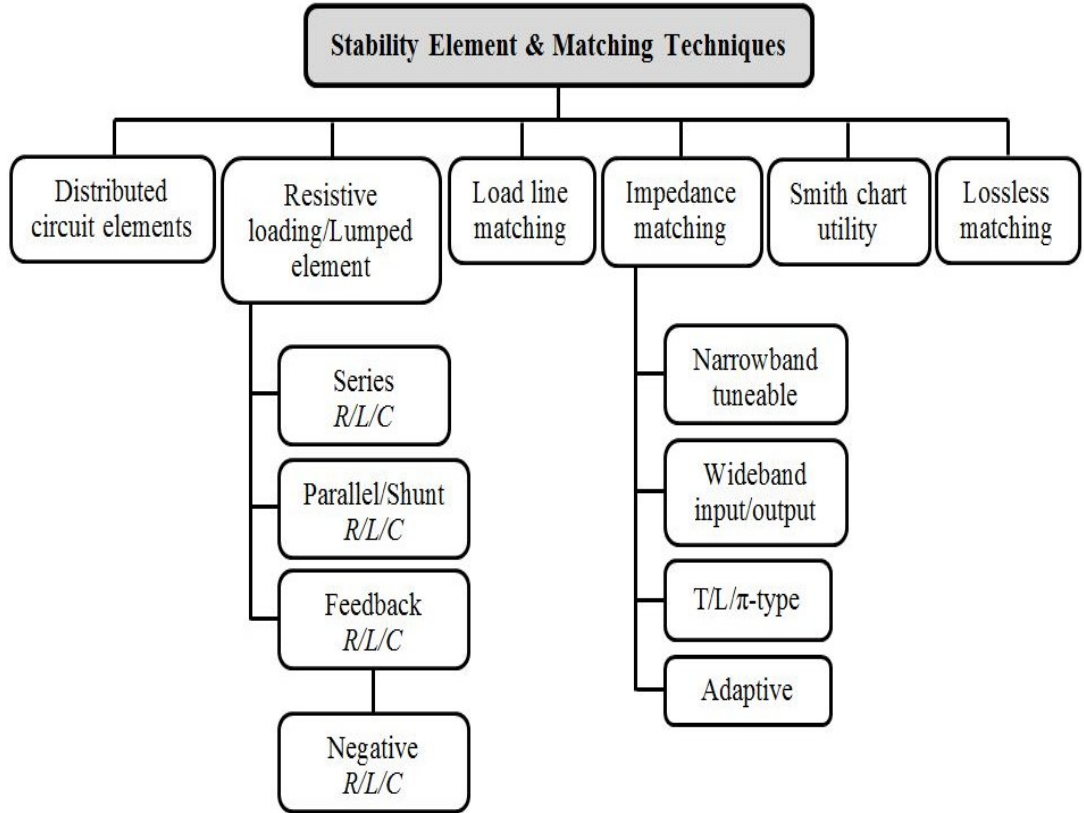 Stability Element & Matching Techniques
Distributed
circuit elements
Resistive
loading/Lumped
element
Load line
matching
Impedance
matching
Smith chart
utility
Lossless
matching
Series
R/L/C
Parallel/Shunt
R/L/C
Feedback
R/L/C
Negative
R/L/C
Narrowband
tuneable
Wideband
input/output
T/L/π-type
Adaptive